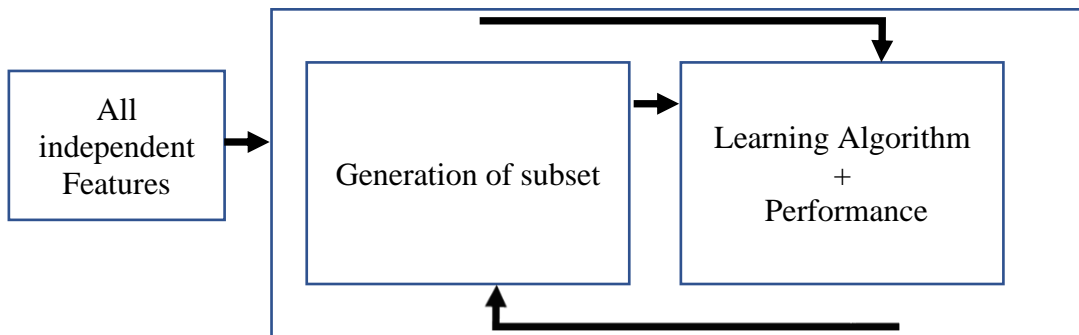 All
independent
Features
Generation of subset
Learning Algorithm
+
Performance